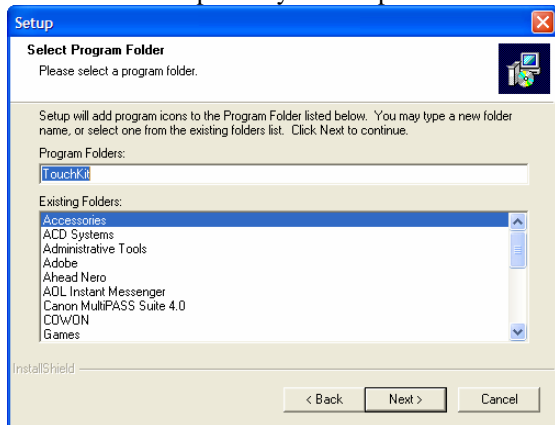 Setup
Select Program Folder
Please select a program folder.
Setup will add program icons to the Program Folder listed below. You may type a new folder
name, or select one from the existing folders list. Click Next to continue.
Program Folders:
TouchKit
Existing Folders:
Accessories
ACD Systems
Administrative Tools
Adobe
Ahead Nero
AOL Instant Messenger
Canon MultiPASS Suite 4.0
COWON
Games
InstallShield
< Back Next > Cancel